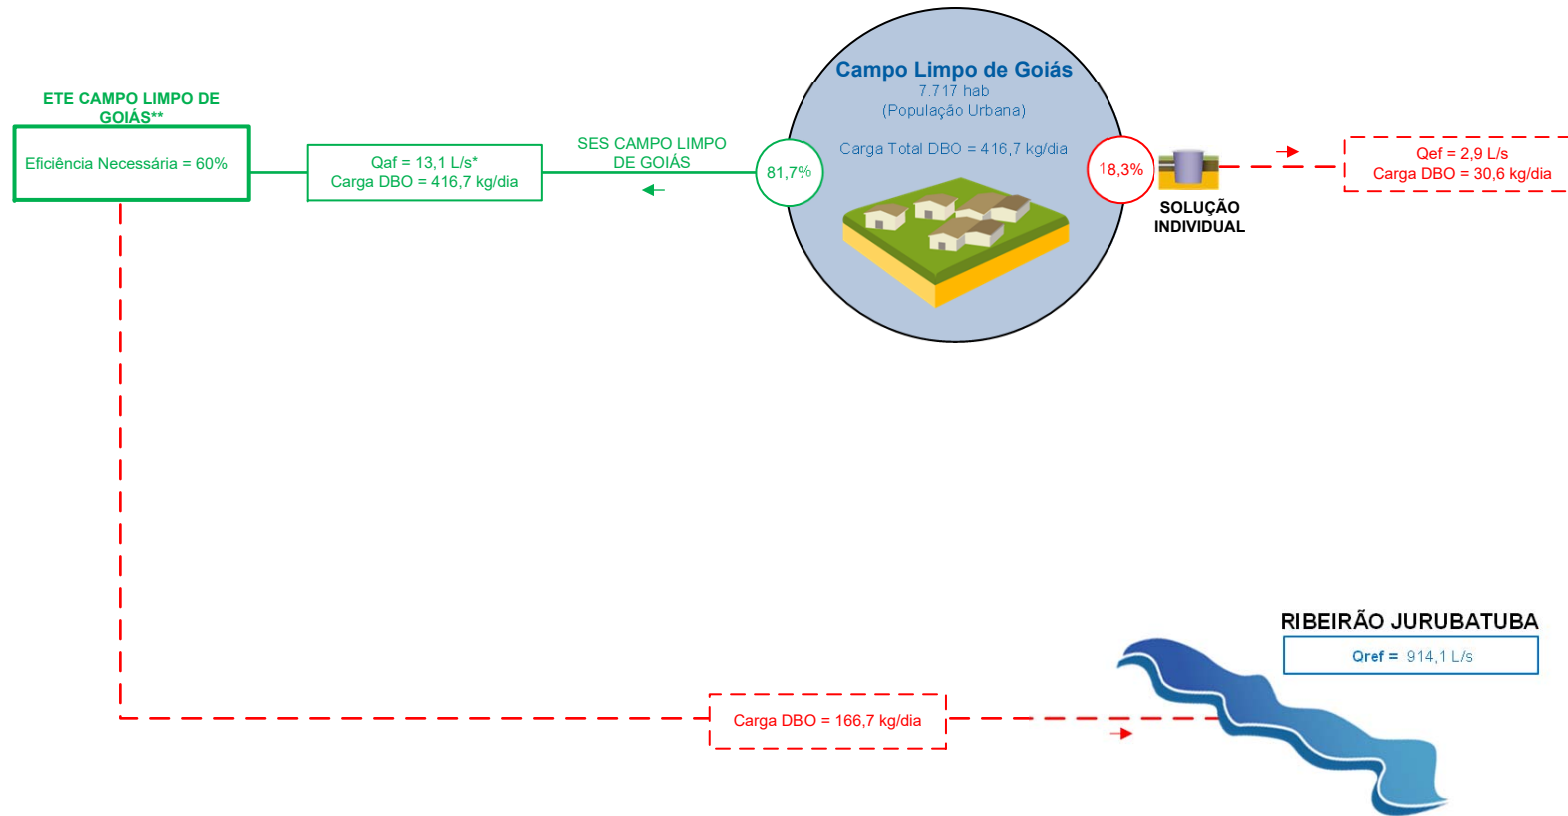 Campo Limpo de Goiás
7.717 hab
(População Urbana)
Carga Total DBO = 416,7 kg/dia
ETE CAMPO LIMPO DE
GOIÁS**
Eficiência Necessária = 60%
Qaf = 13,1 L/s*
Carga DBO = 416,7 kg/dia
SES CAMPO LIMPO
DE GOIÁS
81,7%
18,3%
SOLUÇÃO
INDIVIDUAL
Qef = 2,9 L/s
Carga DBO = 30,6 kg/dia
RIBEIRÃO JURUBATUBA
Qref = 914,1 L/s
Carga DBO = 166,7 kg/dia